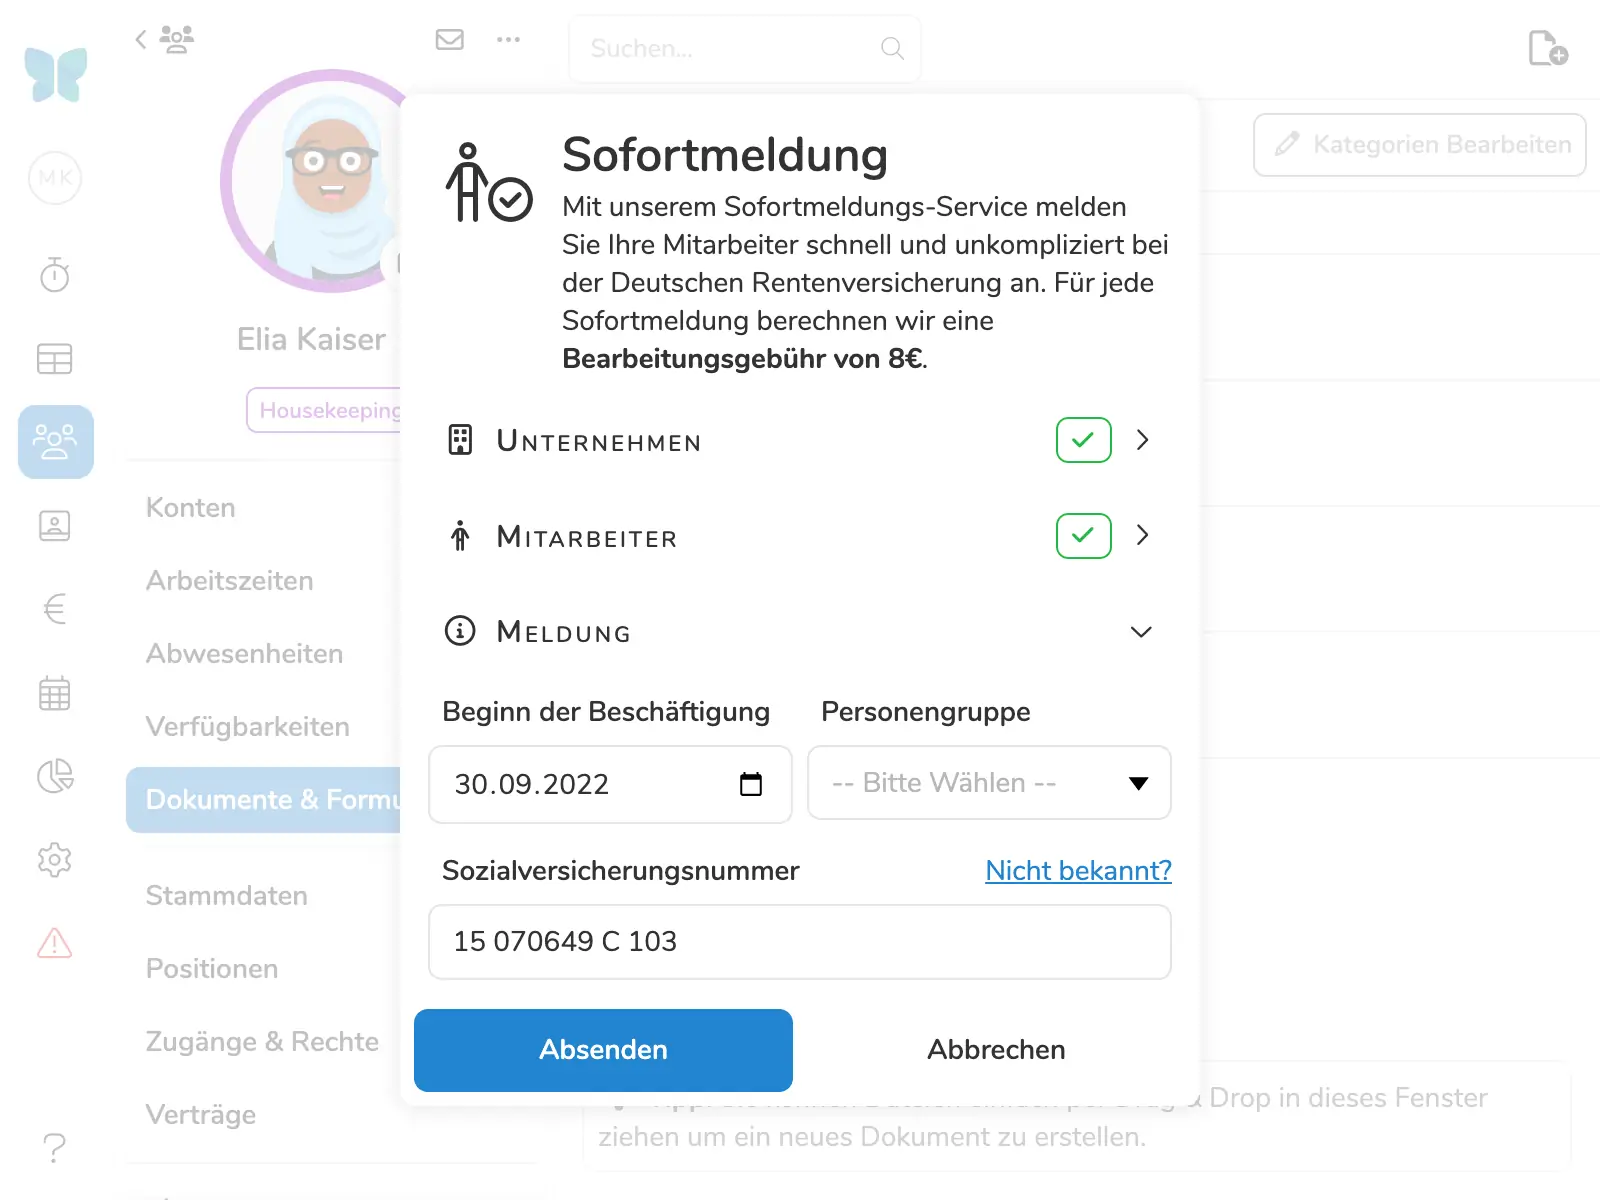 Suchen...
MK
Kategorien Bearbeiten
Elia Kaiser
Housekeeping
Konten
Arbeitszeiten
Abwesenheiten
Verfügbarkeiten
Dokumente & Formu
Stammdaten
Positionen
Zugänge & Rechte
Verträge
Sofortmeldung
Mit unserem Sofortmeldungs-Service melden
Sie Ihre Mitarbeiter schnell und unkompliziert bei
der Deutschen Rentenversicherung an. Für jede
Sofortmeldung berechnen wir eine
Bearbeitungsgebühr von 8€.
Unternehmen
Mitarbeiter
Meldung
Beginn der Beschäftigung
Personengruppe
30.09.2022
-- Bitte Wählen --
Sozialversicherungsnummer
Nicht bekannt?
15 070649 C 103
Absenden
Abbrechen
& Drop in dieses Fenster
ziehen um ein neues Dokument zu erstellen.